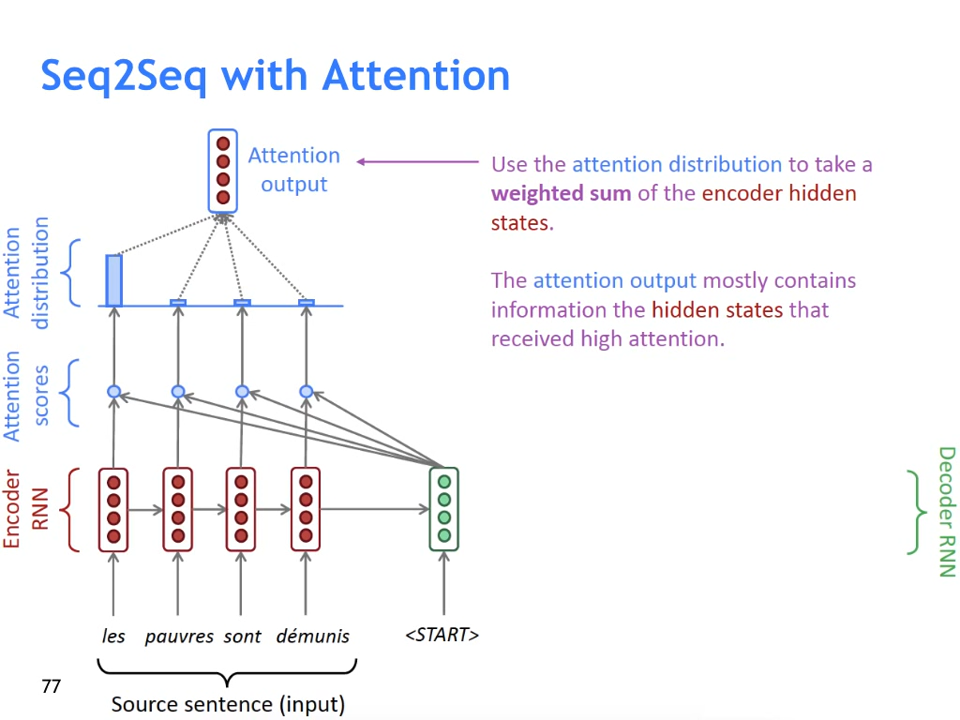 Seq2Seq with Attention
Attention
output
Use the attention distribution to take a
weighted sum of the encoder hidden
states.
The attention output mostly contains
information the hidden states that
received high attention.
Attention
distribution
Attention
scores
Encoder
RNN
Decoder RNN
les pauvres sont démunis <START>
Source sentence (input)
77